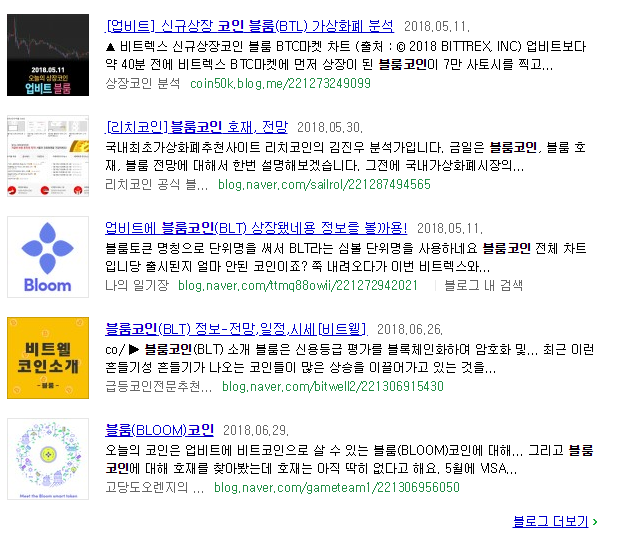 [업비트] 신규상장 코인 블룸(BTL) 가상화폐 분석 2018.05.11.
▲ 비트렉스 신규상장코인 블룸 BTC마켓 차트 (출처 : © 2018 BITTREX, INC) 업비트보다
약 40분 전에 비트렉스 BTC마켓에 먼저 상장이 된 블룸코인이 7만 사토시를 찍고...
상장코인 분석 coin50k.blog.me/221273249099
2018.05.11
오늘의 상장코인
업비트 블룸
[리치코인] 블룸코인 호재, 전망 2018.05.30.
국내최초가상화폐추천사이트 리치코인의 김진우 분석가입니다. 금일은 블룸코인, 블룸 호
재, 블룸 전망에 대해서 한번 설명해보겠습니다. 그전에 국내가상화폐시장의...
리치코인 공식 블... blog.naver.com/sailrol/221287494565
업비트에 블룸코인(BLT) 상장됐네용 정보을 볼까용! 2018.05.11.
블룸토큰 명칭으로 단위명을 써서 BLT라는 심볼 단위명을 사용하네요 블룸코인 전체 차트
입니당 출시된지 얼마 안된 코인이죠? 쭉 내려오다가 이번 비트렉스와...
나의 일기장 blog.naver.com/ttmq88owii/221272942021 블로그 내 검색
Bloom
블룸코인(BLT) 정보-전망,일정,시세[비트웰] 2018.06.26.
co/ ▶ 블룸코인(BLT) 소개 블룸은 신용등급 평가를 블록체인화하여 암호화 및... 최근 이런
흔들기성 흔들기가 나오는 코인들이 많은 상승을 이끌어가고 있는 것을...
급등코인전문추천... blog.naver.com/bitwell2/221306915430
비트웰
코인소개
- 블룸 -
블룸(BLOOM)코인 2018.06.29.
오늘의 코인은 업비트에 비트코인으로 살 수 있는 블룸(BLOOM)코인에 대해... 그리고 블룸
코인에 대해 호재를 찾아봤는데 호재는 아직 딱히 없다고 해요. 5월에 VISA...
고당도오렌지의 ... blog.naver.com/gameteam1/221306956050
Meet the Bloom smart token
블로그 더보기 >